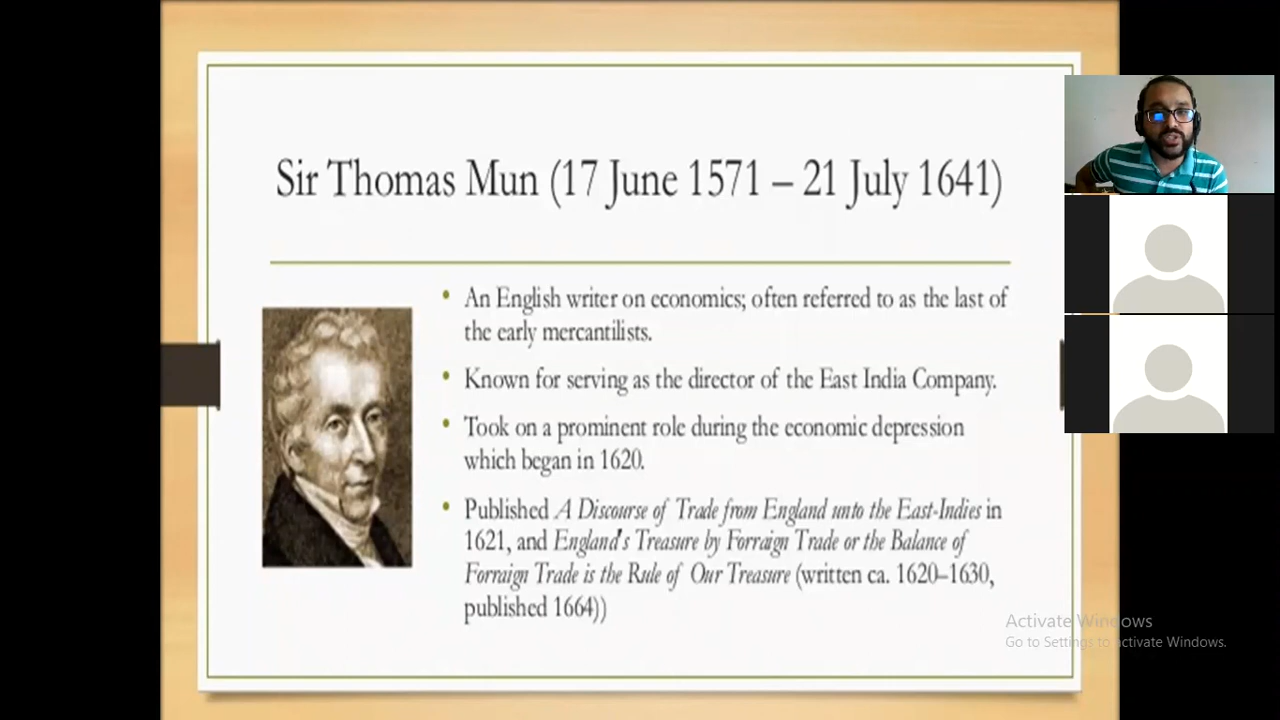 Sir Thomas Mun (17 June 1571 – 21 July 1641)
• An English writer on economics; often referred to as the last of
the early mercantilists.
• Known for serving as the director of the East India Company.
• Took on a prominent role during the economic depression
which began in 1620.
• Published A Discourse of Trade from England unto the East-Indies in
1621, and England's Treasure by Forraign Trade or the Balance of
Forraign Trade is the Rule of Our Treasure (written ca. 1620–1630,
published 1664))
Activate Windows
Go to Settings to activate Windows.